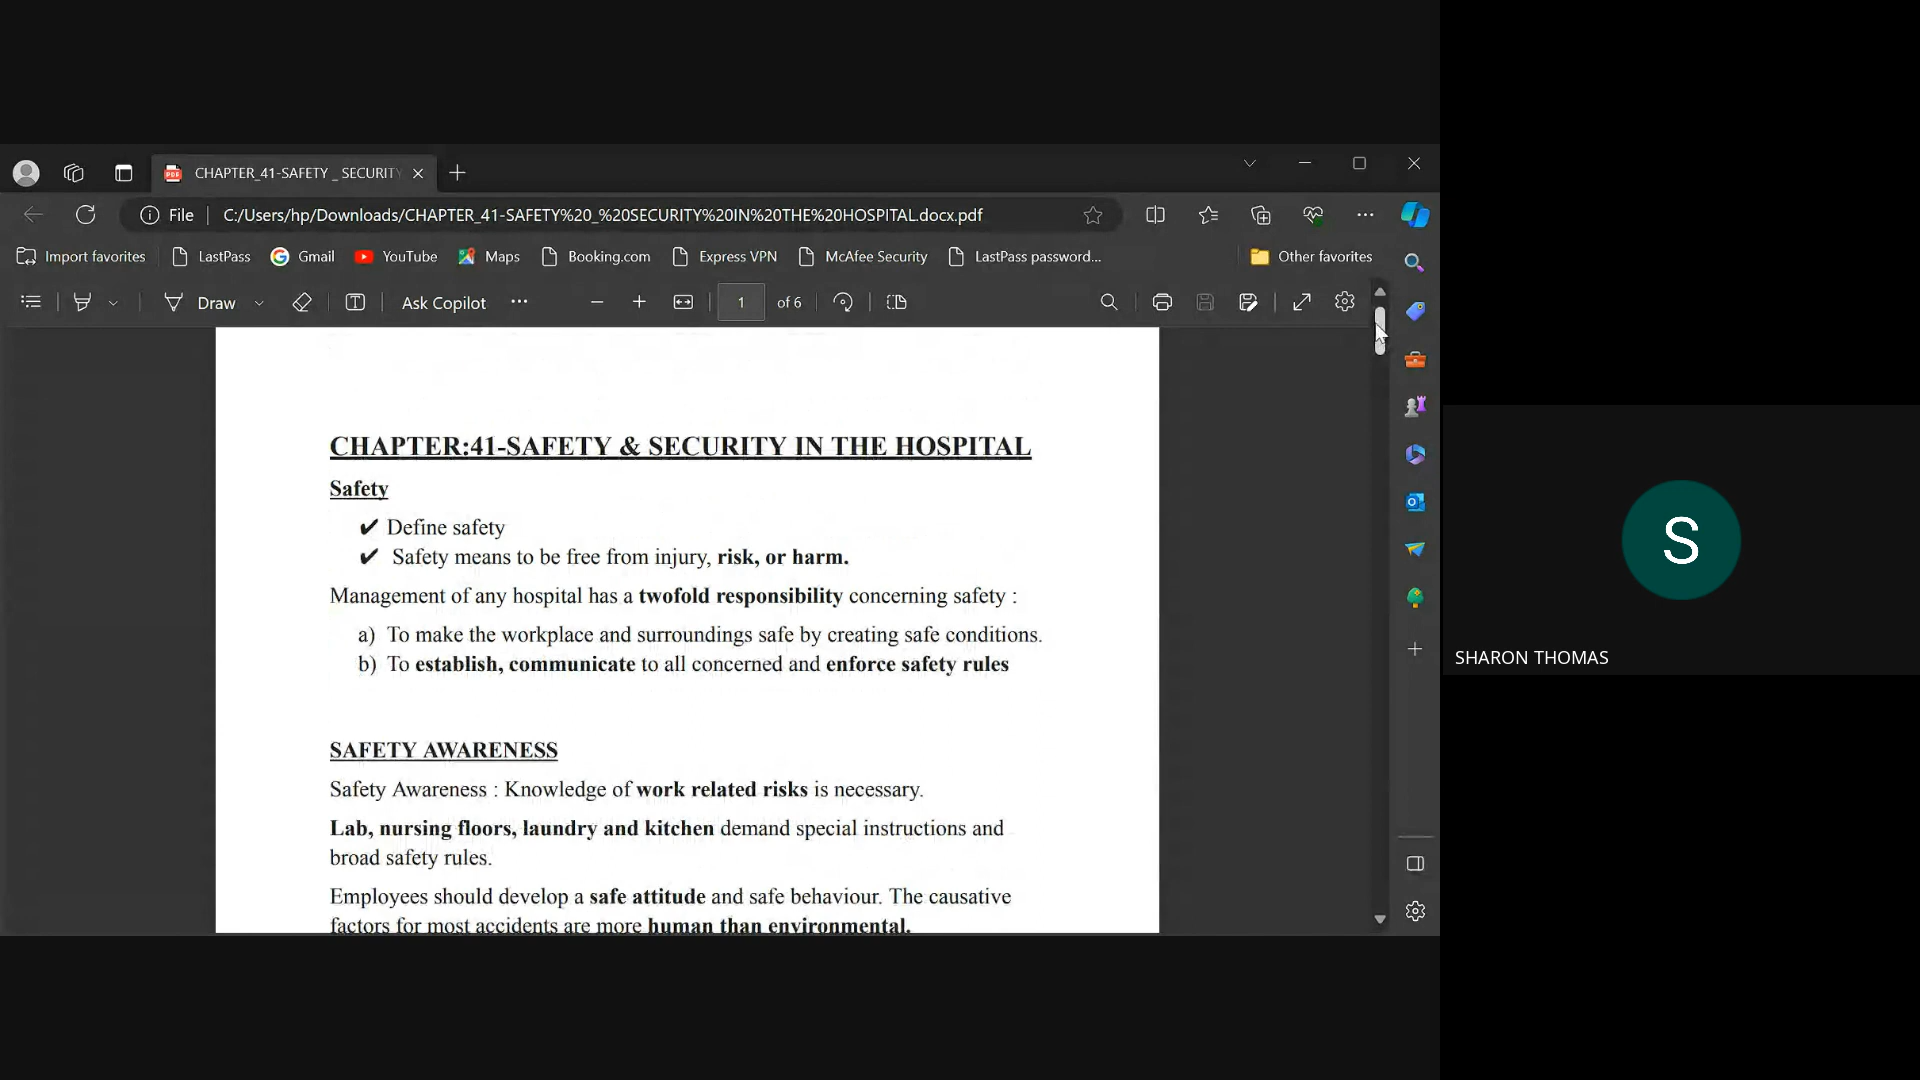 CHAPTER_41-SAFETY _ SECURITY
File
C:/Users/hp/Downloads/CHAPTER_41-SAFETY%20_%20SECURITY%20IN%20THE%20HOSPITAL.docx.pdf
Import favorites LastPass Gmail YouTube Maps Booking.com Express VPN McAfee Security LastPass password... Other favorites
Draw Ask Copilot ... 1 of 6
CHAPTER:41-SAFETY & SECURITY IN THE HOSPITAL
Safety
✔ Define safety
✔ Safety means to be free from injury, risk, or harm.
Management of any hospital has a twofold responsibility concerning safety :
a) To make the workplace and surroundings safe by creating safe conditions.
b) To establish, communicate to all concerned and enforce safety rules
SAFETY AWARENESS
Safety Awareness : Knowledge of work related risks is necessary.
Lab, nursing floors, laundry and kitchen demand special instructions and
broad safety rules.
Employees should develop a safe attitude and safe behaviour. The causative
factors for most accidents are more human than environmental.
S
SHARON THOMAS